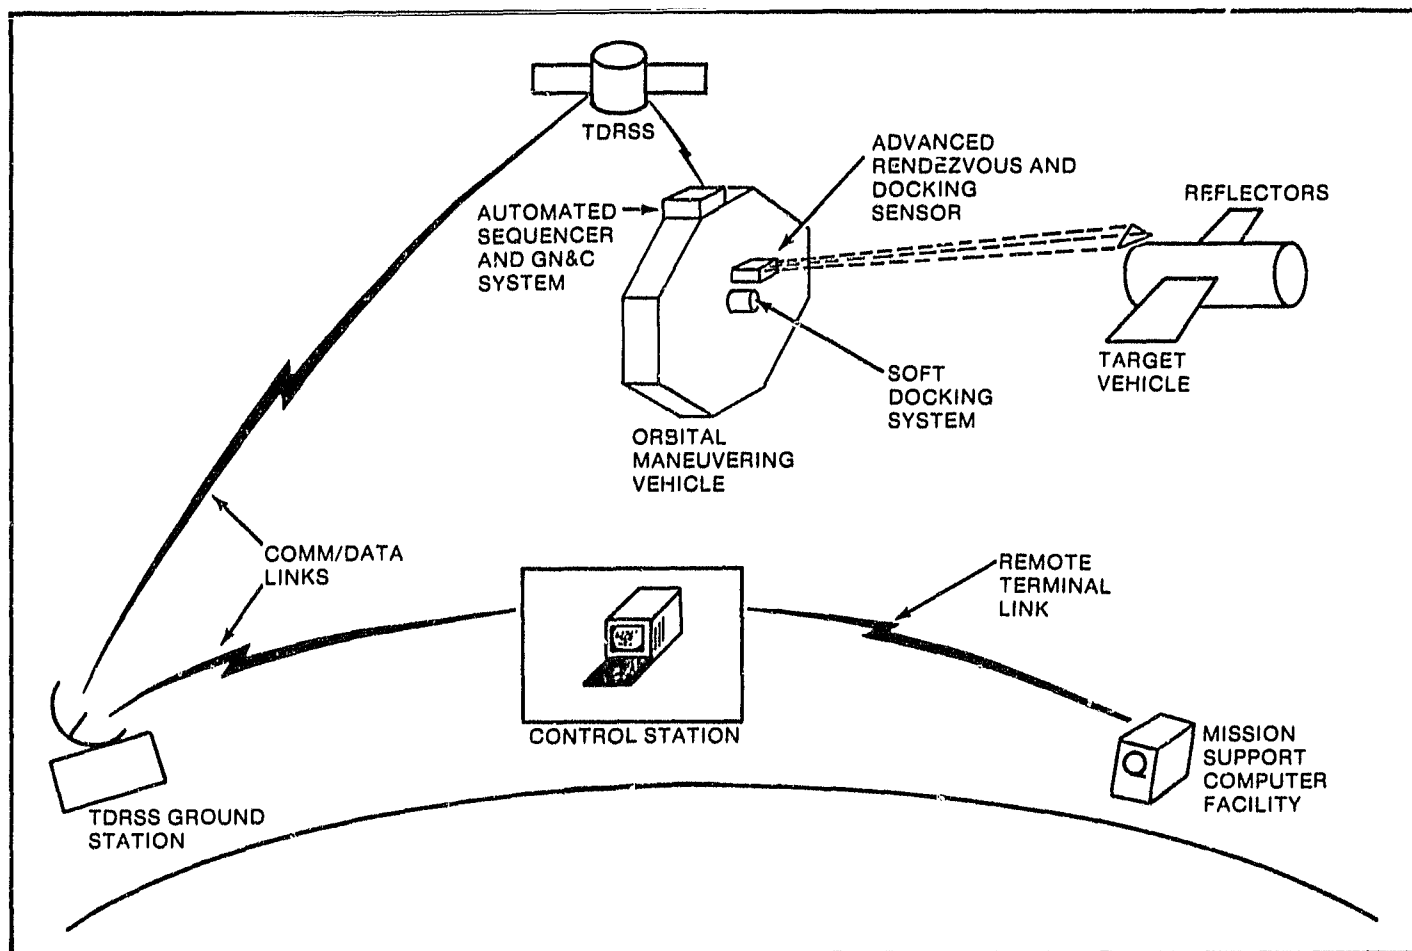 TDRSS
ADVANCED
RENDEZVOUS AND
DOCKING
SENSOR
REFLECTORS
AUTOMATED
SEQUENCER
AND GN&C
SYSTEM
TARGET
VEHICLE
SOFT
DOCKING
SYSTEM
ORBITAL
MANEUVERING
VEHICLE
COMM/DATA
LINKS
REMOTE
TERMINAL
LINK
CONTROL STATION
MISSION
SUPPORT
COMPUTER
FACILITY
TDRSS GROUND
STATION